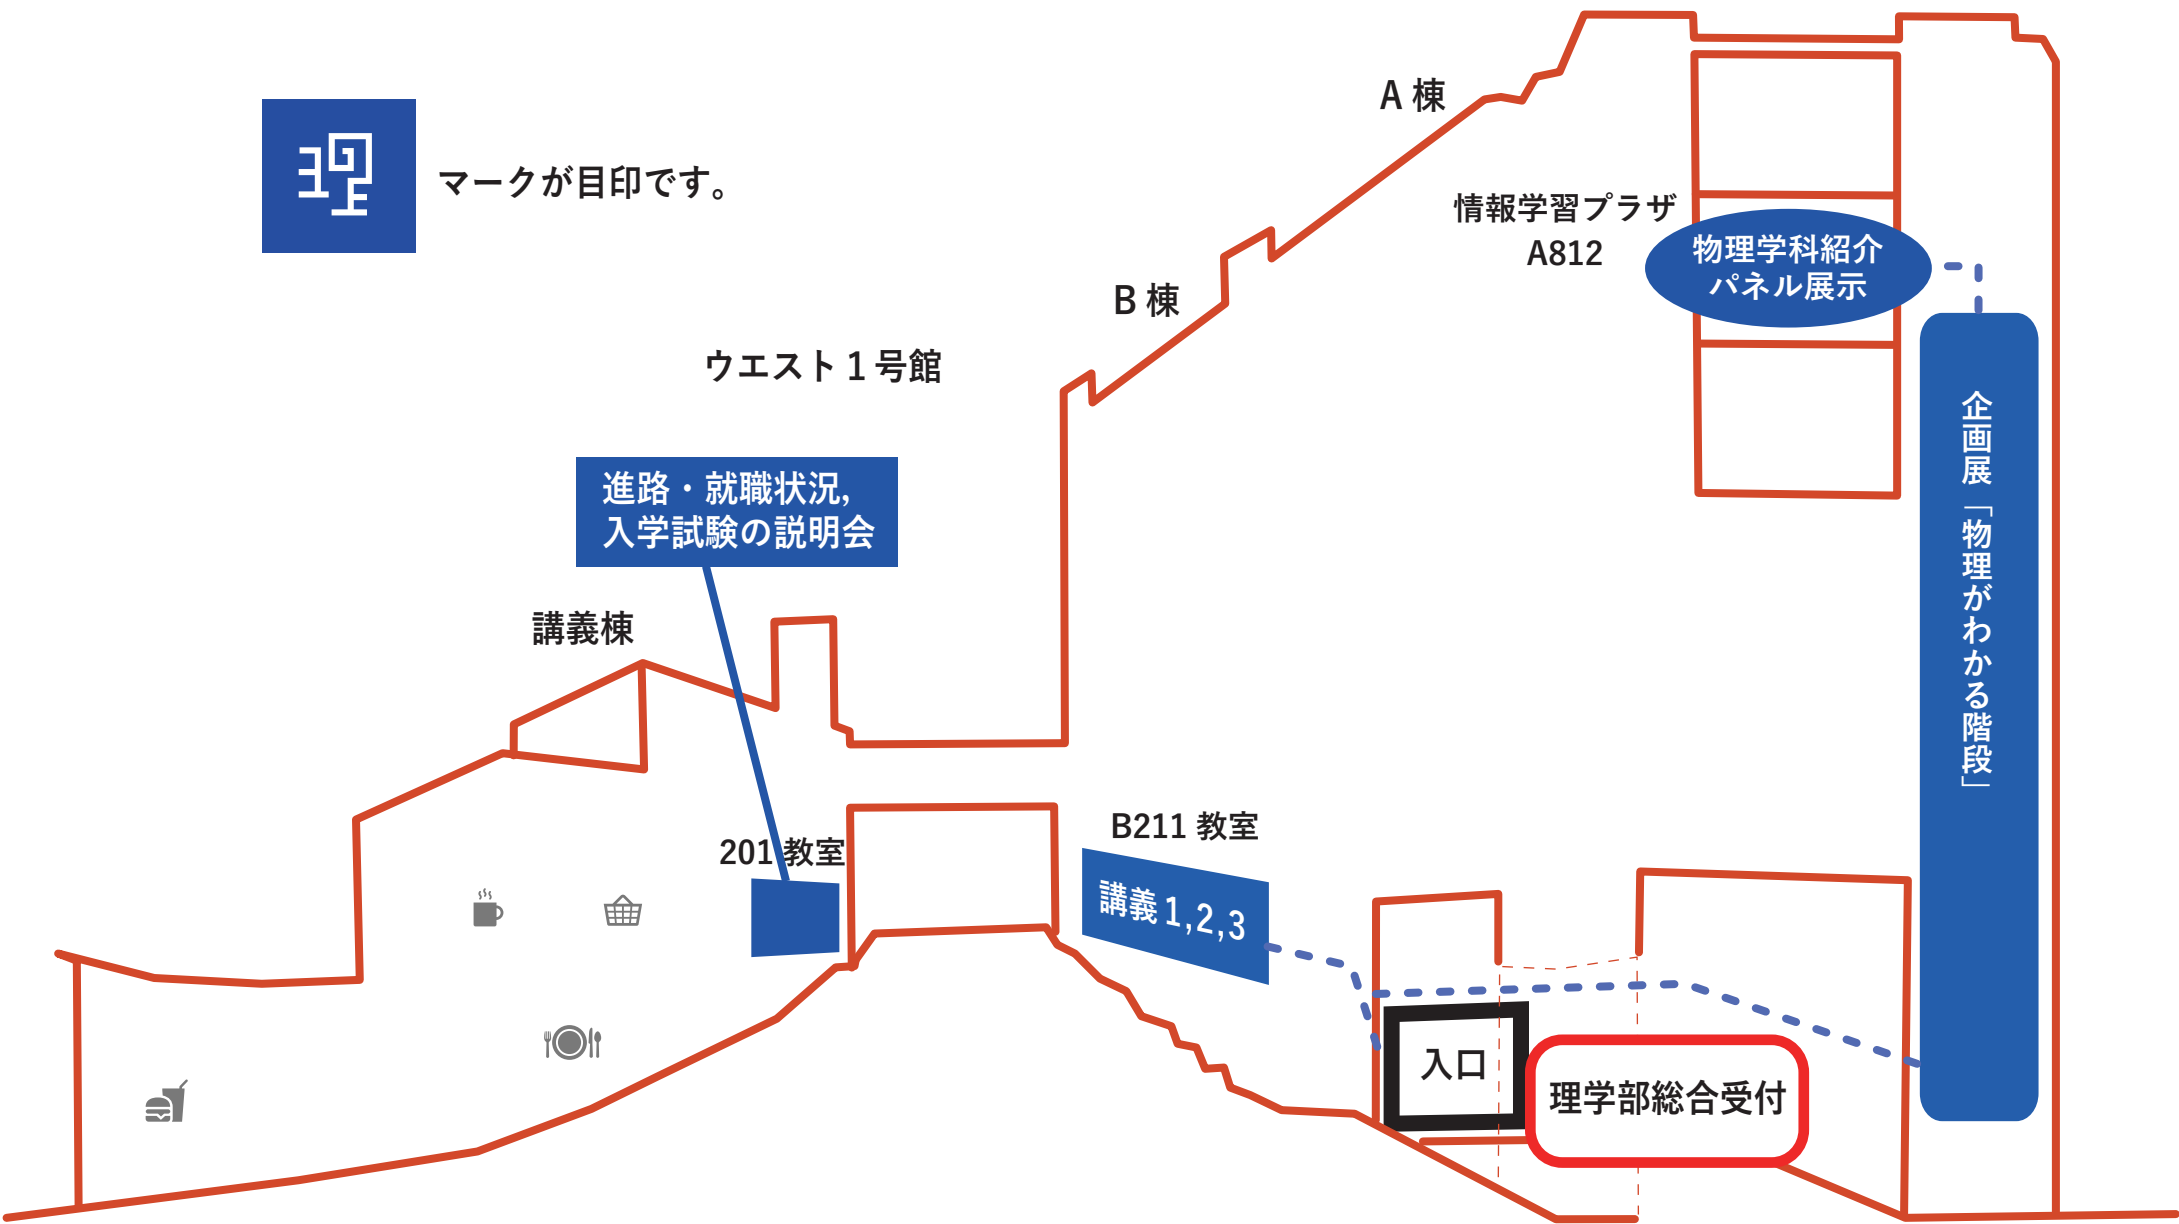 マークが目印です。
A 棟
情報学習プラザ
A812
物理学科紹介
パネル展示
B 棟
ウエスト 1 号館
企画展「物理がわかる階段」
進路・就職状況,
入学試験の説明会
講義棟
201 教室
B211 教室
講義 1,2,3
入口
理学部総合受付